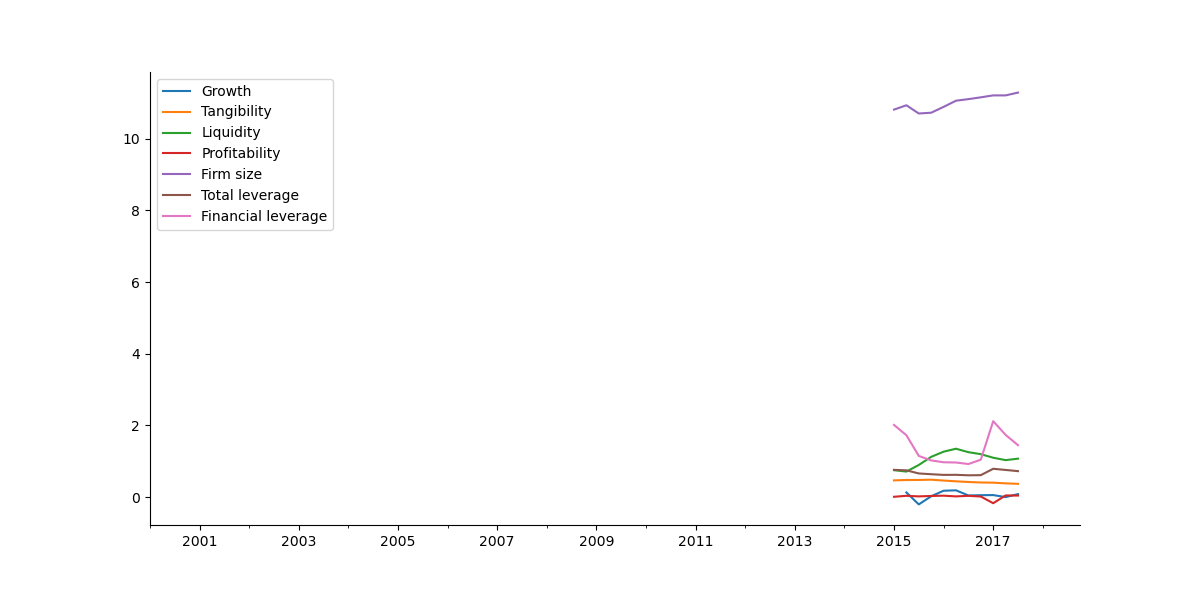 Growth
Tangibility
Liquidity
Profitability
Firm size
Total leverage
Financial leverage
10
8
6
4
2
0
2001 2003 2005 2007 2009 2011 2013 2015 2017